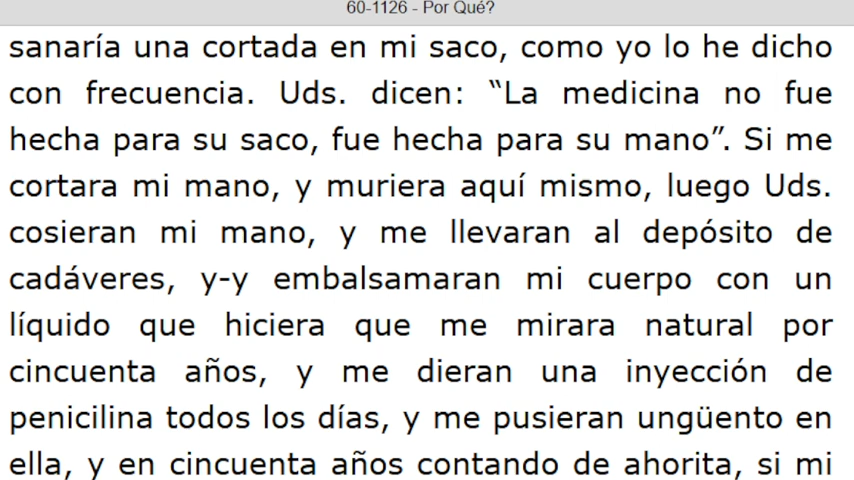 60-1126 - Por Qué?
sanaría una cortada en mi saco, como yo lo he dicho
con frecuencia. Uds. dicen: “La medicina no fue
hecha para su saco, fue hecha para su mano”. Si me
cortara mi mano, y muriera aquí mismo, luego Uds.
cosieran mi mano, y me llevaran al depósito de
cadáveres, y-y embalsamaran mi cuerpo con un
líquido que hiciera que me mirara natural por
cincuenta años, y me dieran una inyección de
penicilina todos los días, y me pusieran ungüento en
ella, y en cincuenta años contando de ahorita, si mi